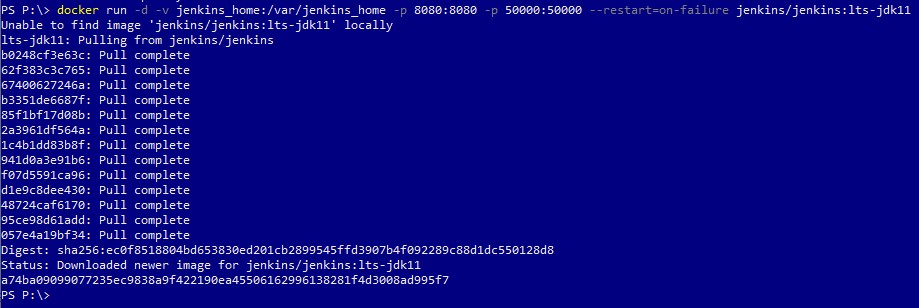 PS P:\> docker run -d -v jenkins_home:/var/jenkins_home -p 8080:8080 -p 50000:50000 --restart=on-failure jenkins/jenkins:lts-jdk11
Unable to find image 'jenkins/jenkins:lts-jdk11' locally
lts-jdk11: Pulling from jenkins/jenkins
b0248cf3e63c: Pull complete
62f383c3c765: Pull complete
67400627246a: Pull complete
b3351de6687f: Pull complete
85f1bf17d08b: Pull complete
2a3961df564a: Pull complete
1c4b1dd83b8f: Pull complete
941d0a3e91b6: Pull complete
f07d5591ca96: Pull complete
d1e9c8dee430: Pull complete
48724caf6170: Pull complete
95ce98d61add: Pull complete
057e4a19bf34: Pull complete
Digest: sha256:ec0f8518804bd653830ed201cb2899545ffd3907b4f092289c88d1dc550128d8
Status: Downloaded newer image for jenkins/jenkins:lts-jdk11
a74ba09099077235ec9838a9f422190ea45506162996138281f4d3008ad995f7
PS P:\>